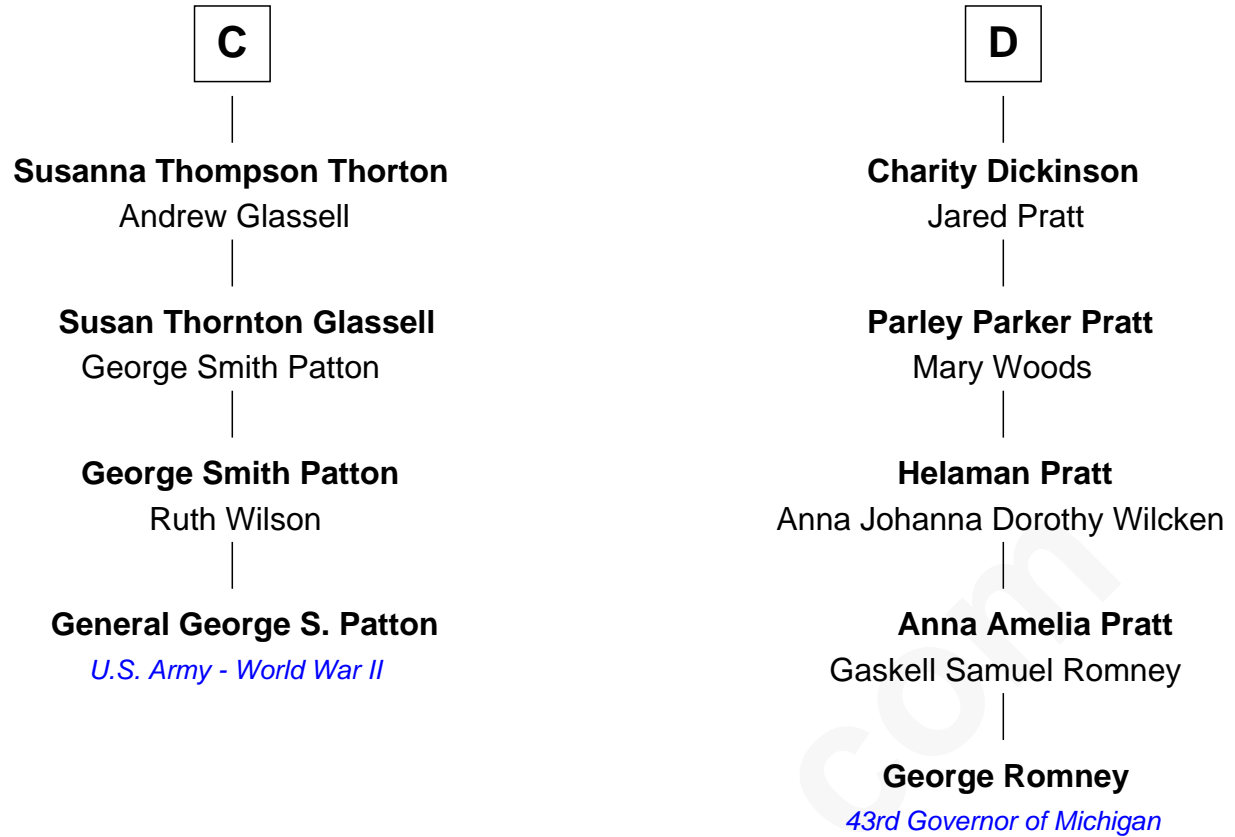 C
Susanna Thompson Thorton
Andrew Glassell
Susan Thornton Glassell
George Smith Patton
George Smith Patton
Ruth Wilson
General George S. Patton
U.S. Army - World War II
D
Charity Dickinson
Jared Pratt
Parley Parker Pratt
Mary Woods
Helaman Pratt
Anna Johanna Dorothy Wilcken
Anna Amelia Pratt
Gaskell Samuel Romney
George Romney
43rd Governor of Michigan
com